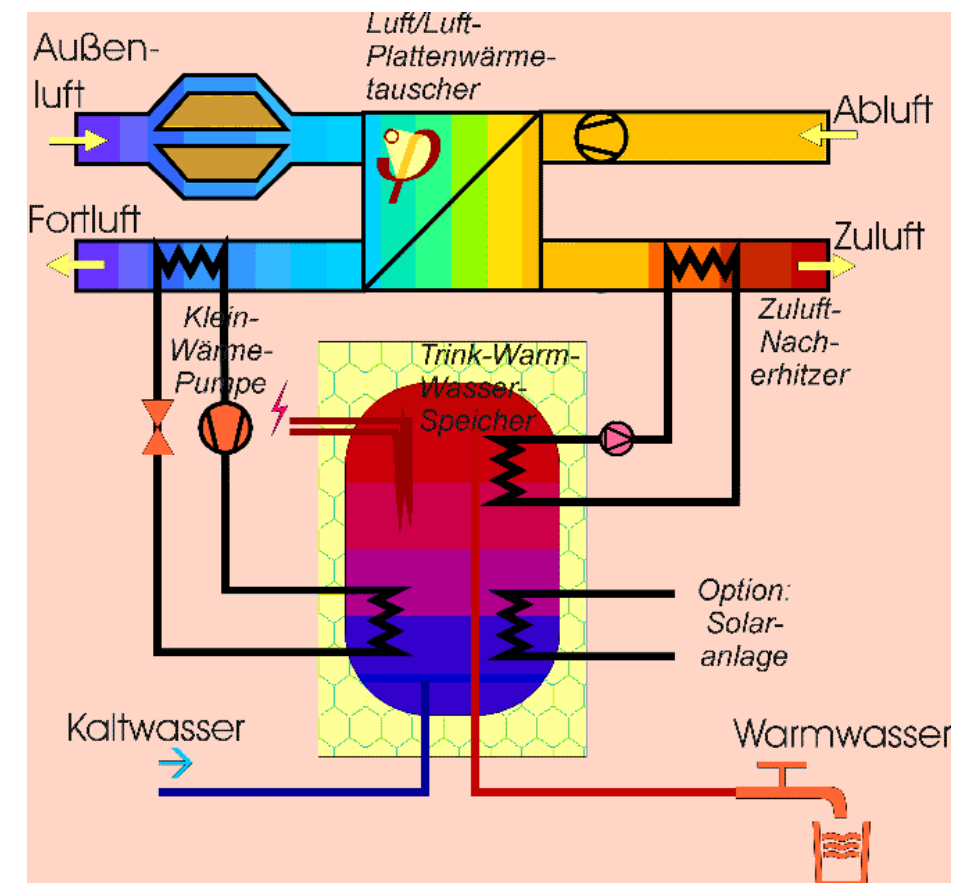 Luft/Luft-
Plattenwärme-
tauscher
Außen-
luft
Abluft
Fortluft
Zuluft
Klein-
Wärme-
Pumpe
Zuluft-
Nach-
erhitzer
Trink-Warm-
Wasser-
Speicher
Option:
Solar-
anlage
Kaltwasser
Warmwasser